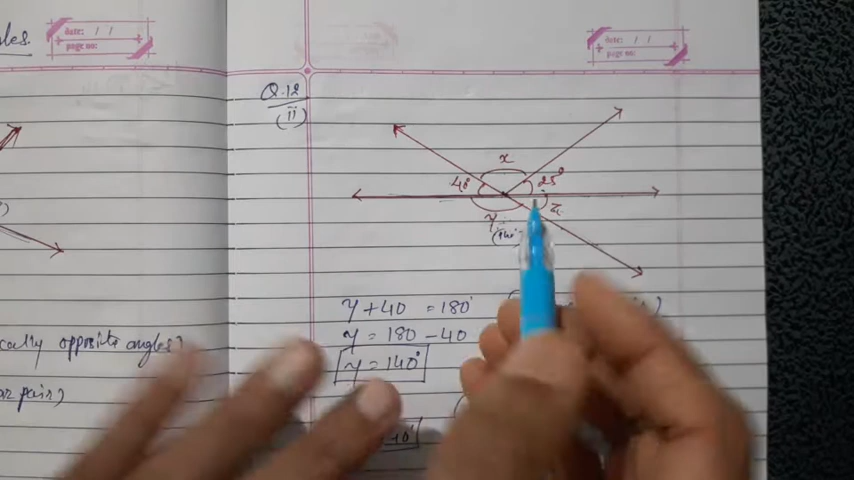 les.
date: / /
page no:
date: / /
page no:
Q.12
(ii)
x
40°
25°
y
z
(140°)
y + 40 = 180°
y = 180 - 40
y = 140°
cally opposite angles)
ar pair)